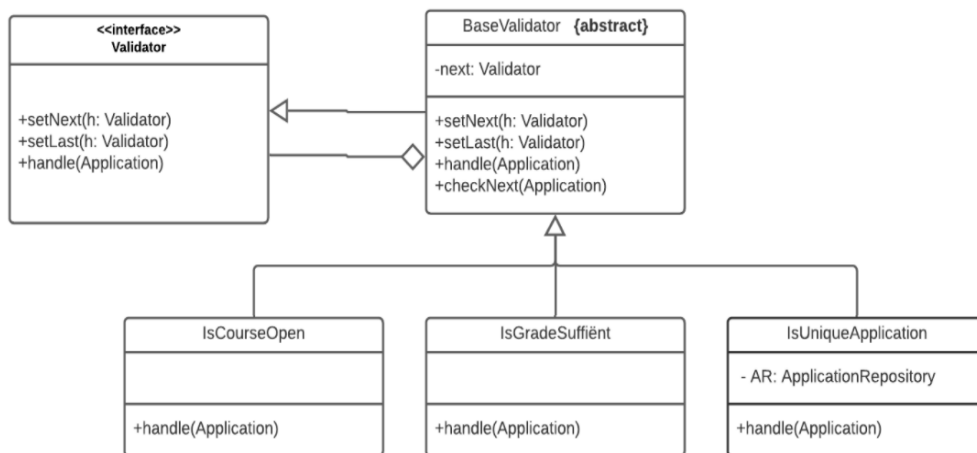 <<interface>>
Validator
+setNext(h: Validator)
+setLast(h: Validator)
+handle(Application)
BaseValidator {abstract}
-next: Validator
+setNext(h: Validator)
+setLast(h: Validator)
+handle(Application)
+checkNext(Application)
IsCourseOpen
+handle(Application)
IsGradeSuffiënt
+handle(Application)
IsUniqueApplication
- AR: ApplicationRepository
+handle(Application)